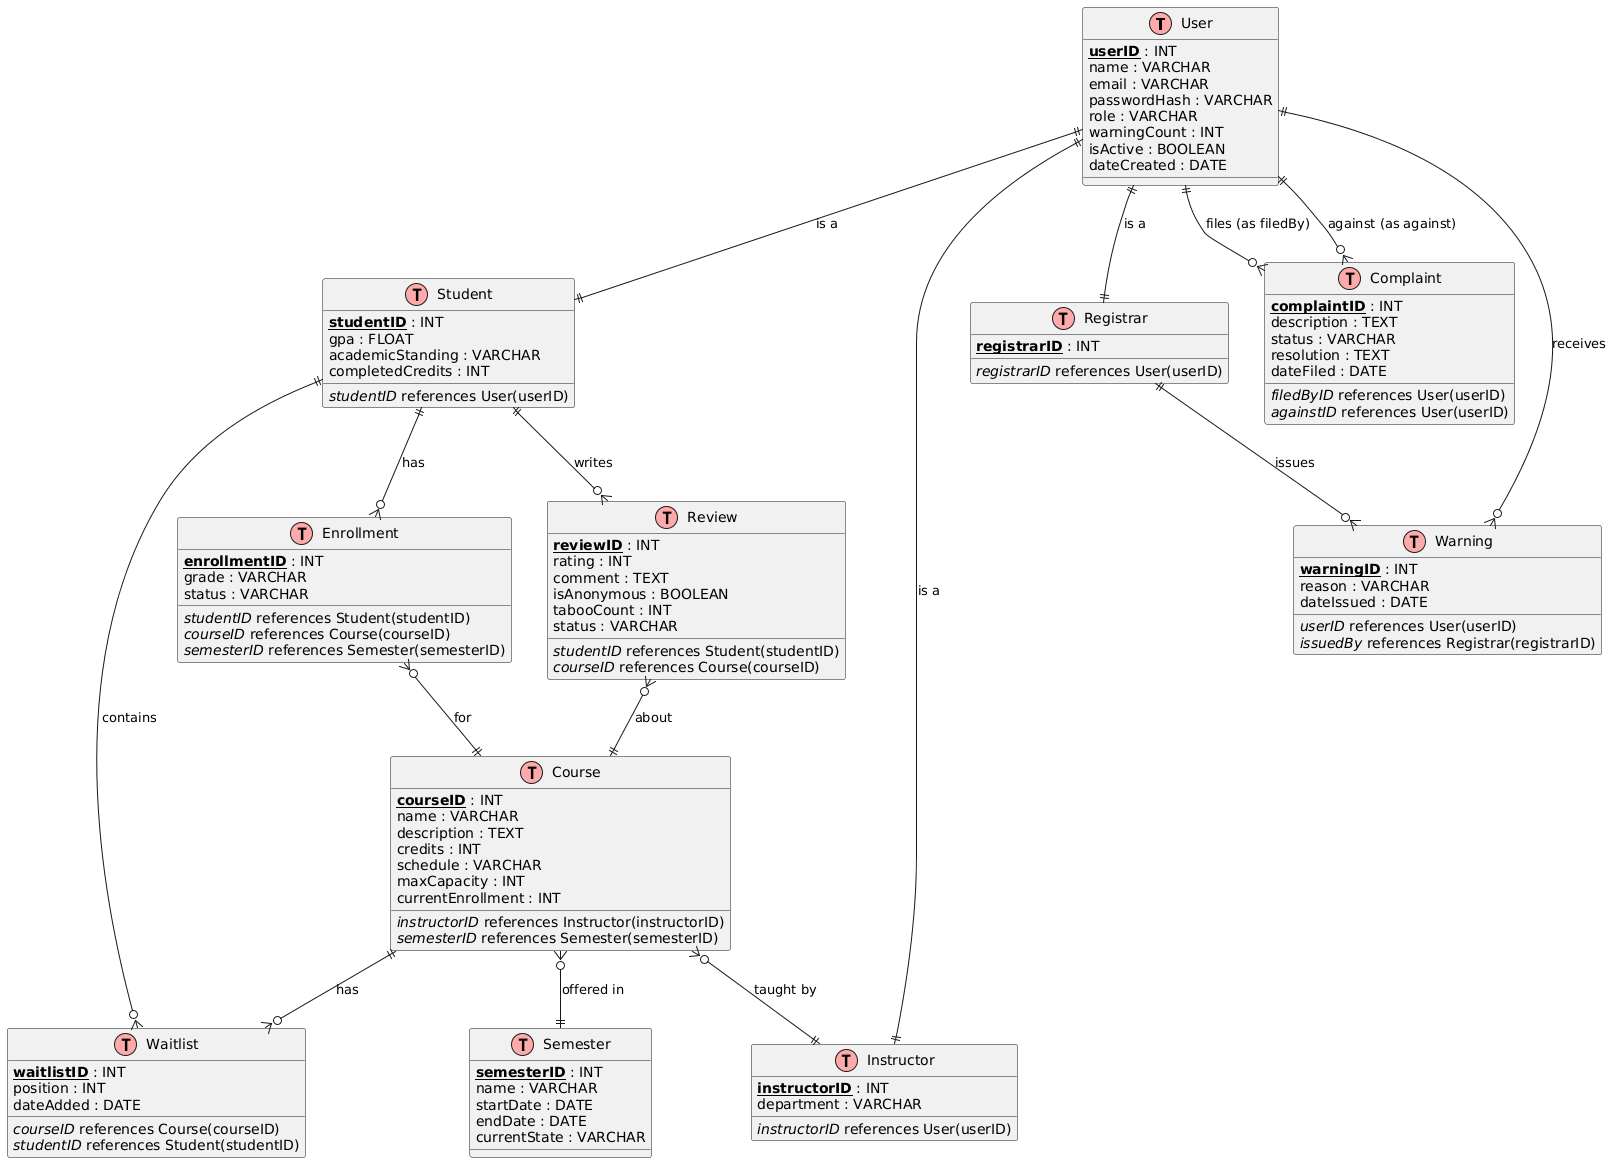 T User
userID : INT
name : VARCHAR
email : VARCHAR
passwordHash : VARCHAR
role : VARCHAR
warningCount : INT
isActive : BOOLEAN
dateCreated : DATE
is a
is a
files (as filedBy)
against (as against)
T Student
studentID : INT
gpa : FLOAT
academicStanding : VARCHAR
completedCredits : INT
studentID references User(userID)
T Registrar
registrarID : INT
registrarID references User(userID)
T Complaint
complaintID : INT
description : TEXT
status : VARCHAR
resolution : TEXT
dateFiled : DATE
filedByID references User(userID)
againstID references User(userID)
receives
has
writes
issues
T Enrollment
enrollmentID : INT
grade : VARCHAR
status : VARCHAR
studentID references Student(studentID)
courseID references Course(courseID)
semesterID references Semester(semesterID)
T Review
reviewID : INT
rating : INT
comment : TEXT
isAnonymous : BOOLEAN
tabooCount : INT
status : VARCHAR
studentID references Student(studentID)
courseID references Course(courseID)
is a
T Warning
warningID : INT
reason : VARCHAR
dateIssued : DATE
userID references User(userID)
issuedBy references Registrar(registrarID)
contains
for
about
T Course
courseID : INT
name : VARCHAR
description : TEXT
credits : INT
schedule : VARCHAR
maxCapacity : INT
currentEnrollment : INT
instructorID references Instructor(instructorID)
semesterID references Semester(semesterID)
has
offered in
taught by
T Waitlist
waitlistID : INT
position : INT
dateAdded : DATE
courseID references Course(courseID)
studentID references Student(studentID)
T Semester
semesterID : INT
name : VARCHAR
startDate : DATE
endDate : DATE
currentState : VARCHAR
T Instructor
instructorID : INT
department : VARCHAR
instructorID references User(userID)